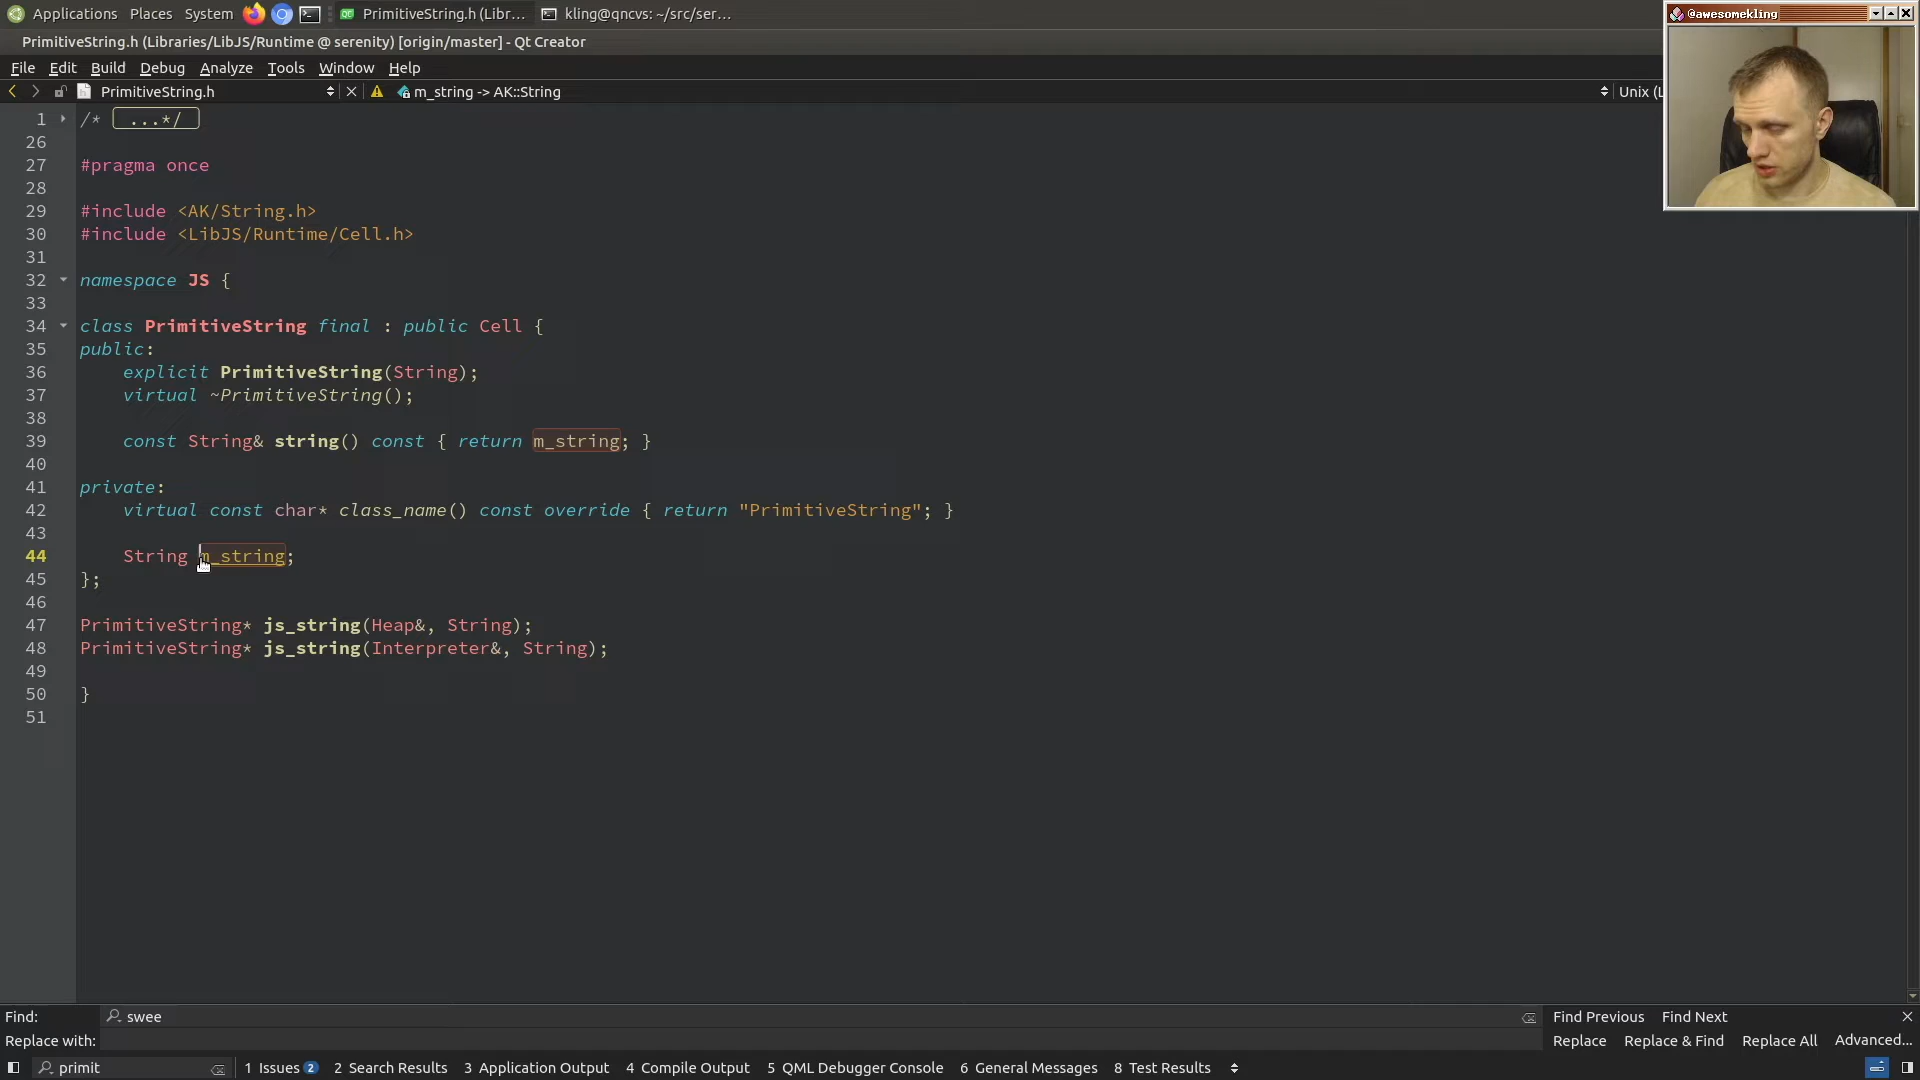 Applications Places System PrimitiveString.h (Libr... kling@qncvs: ~/src/ser...
@awesomekling
PrimitiveString.h (Libraries/LibJS/Runtime @ serenity) [origin/master] - Qt Creator
File Edit Build Debug Analyze Tools Window Help
PrimitiveString.h m_string -> AK::String Unix (L
1 /* ...*/
26
27 #pragma once
28
29 #include <AK/String.h>
30 #include <LibJS/Runtime/Cell.h>
31
32 namespace JS {
33
34 class PrimitiveString final : public Cell {
35 public:
36 explicit PrimitiveString(String);
37 virtual ~PrimitiveString();
38
39 const String& string() const { return m_string; }
40
41 private:
42 virtual const char* class_name() const override { return "PrimitiveString"; }
43
44 String m_string;
45 };
46
47 PrimitiveString* js_string(Heap&, String);
48 PrimitiveString* js_string(Interpreter&, String);
49
50 }
51
Find: swee Find Previous Find Next
Replace with: Replace Replace & Find Replace All Advanced...
primit 1 Issues 2 2 Search Results 3 Application Output 4 Compile Output 5 QML Debugger Console 6 General Messages 8 Test Results